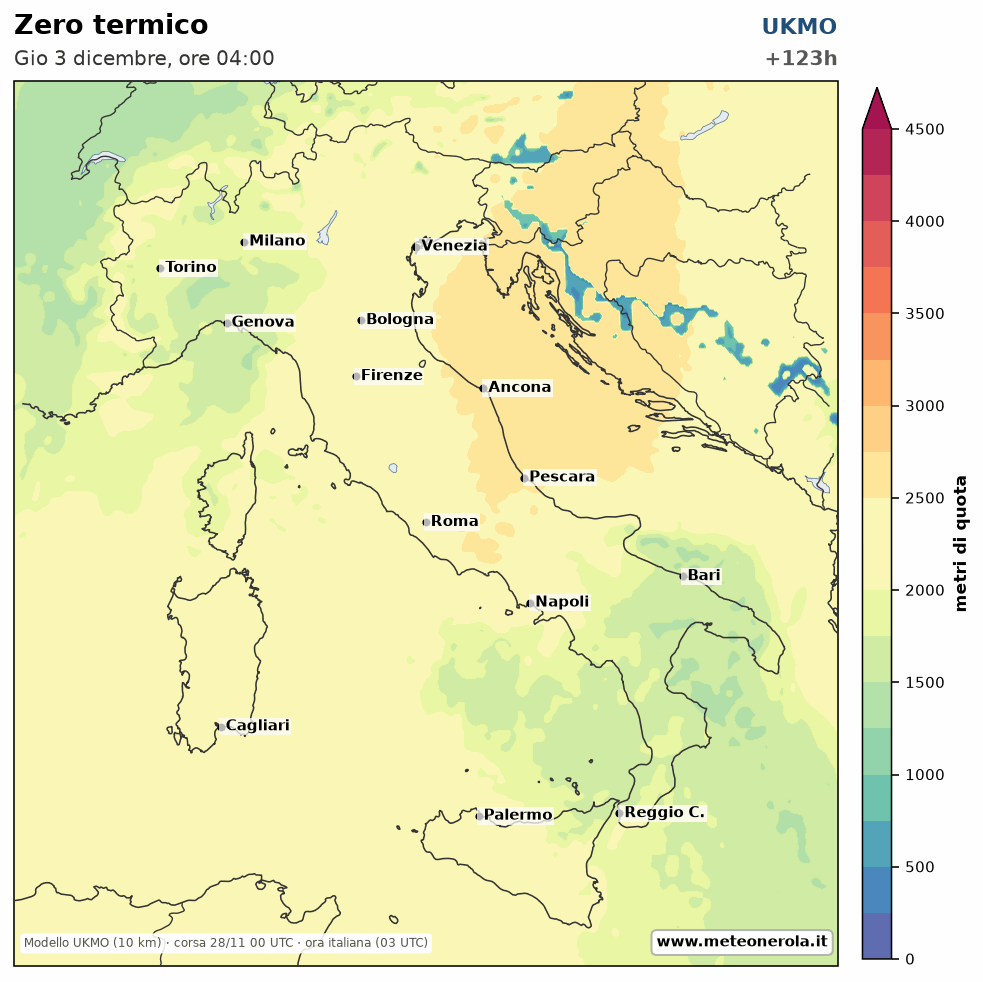 Zero termico
UKMO
Gio 3 dicembre, ore 04:00
+123h
Milano
Venezia
Torino
Genova
Bologna
Firenze
Ancona
Pescara
Roma
Bari
Napoli
Cagliari
Palermo
Reggio C.
4500
4000
3500
3000
2500
2000
1500
1000
500
0
metri di quota
Modello UKMO (10 km) · corsa 28/11 00 UTC · ora italiana (03 UTC)
www.meteonerola.it